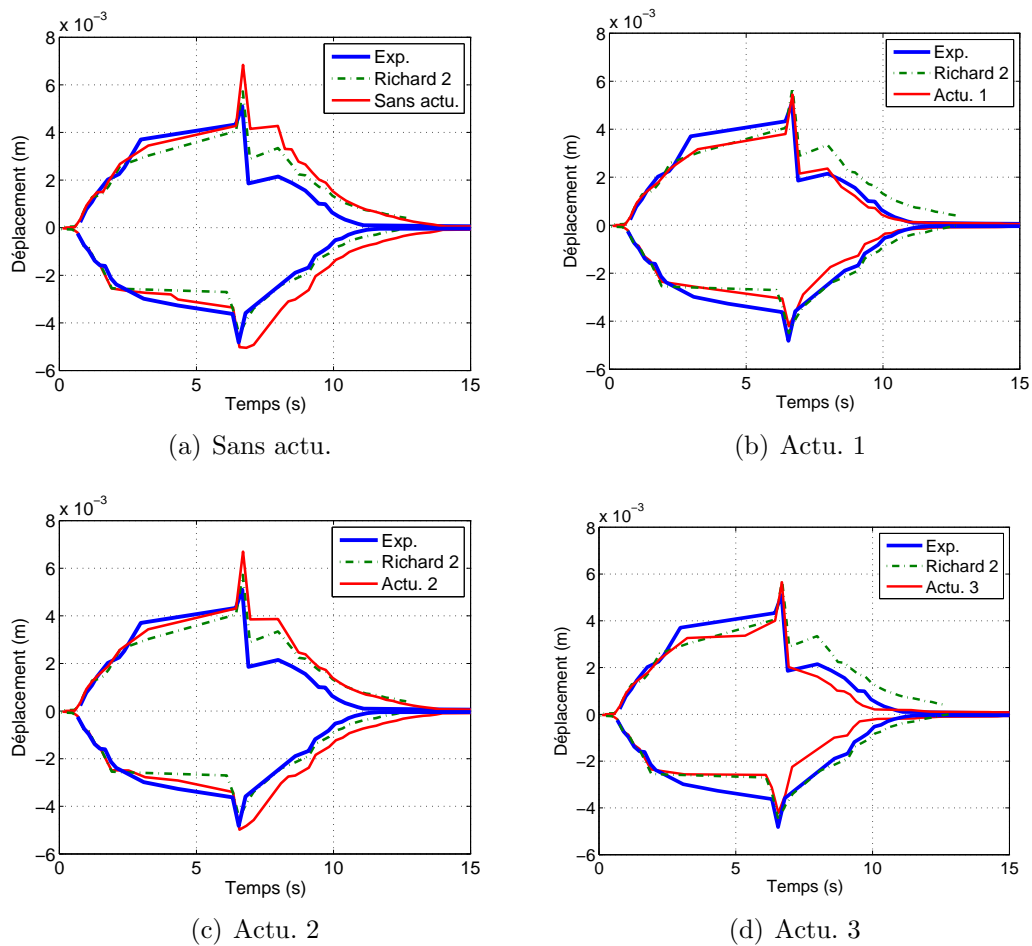 x 10⁻³
8
6
4
2
0
−2
−4
−6
0
5
10
15
Temps (s)
Déplacement (m)
Exp.
Richard 2
Sans actu.
(a) Sans actu.
x 10⁻³
8
6
4
2
0
−2
−4
−6
0
5
10
15
Temps (s)
Déplacement (m)
Exp.
Richard 2
Actu. 1
(b) Actu. 1
x 10⁻³
8
6
4
2
0
−2
−4
−6
0
5
10
15
Temps (s)
Déplacement (m)
Exp.
Richard 2
Actu. 2
(c) Actu. 2
x 10⁻³
8
6
4
2
0
−2
−4
−6
0
5
10
15
Temps (s)
Déplacement (m)
Exp.
Richard 2
Actu. 3
(d) Actu. 3